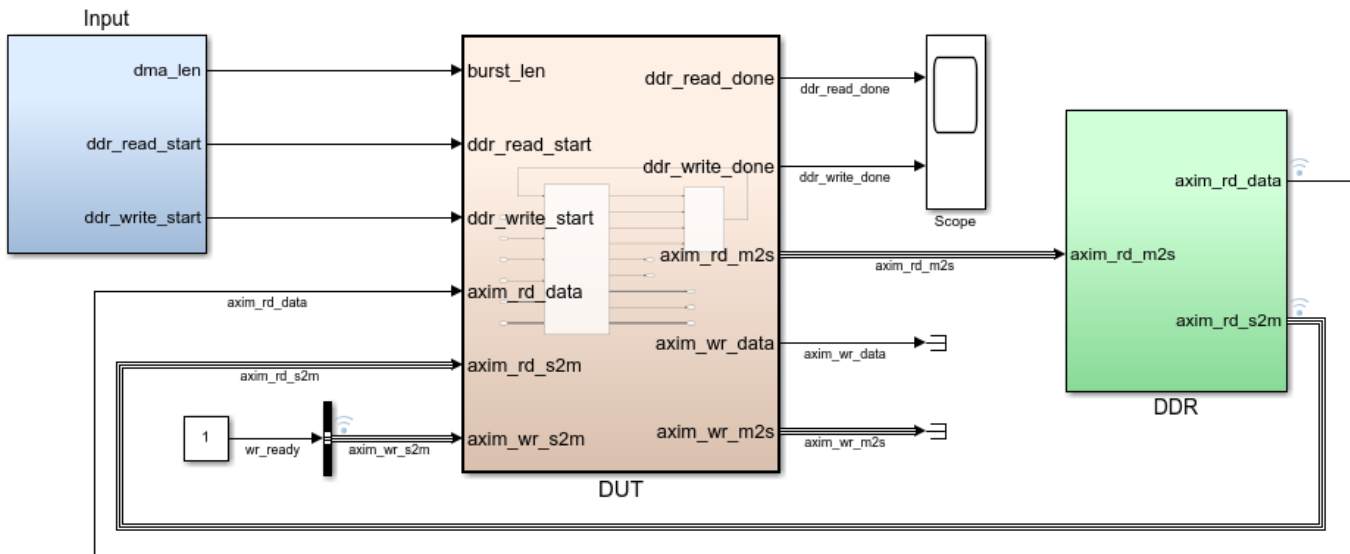 Input
dma_len
ddr_read_start
ddr_write_start
burst_len
ddr_read_start
ddr_write_start
axim_rd_data
axim_rd_s2m
axim_wr_s2m
ddr_read_done
ddr_write_done
axim_rd_m2s
axim_wr_data
axim_wr_m2s
DUT
axim_rd_data
axim_rd_s2m
1
wr_ready
axim_wr_s2m
ddr_read_done
ddr_write_done
Scope
axim_rd_m2s
axim_wr_data
axim_wr_m2s
axim_rd_m2s
axim_rd_data
axim_rd_s2m
DDR